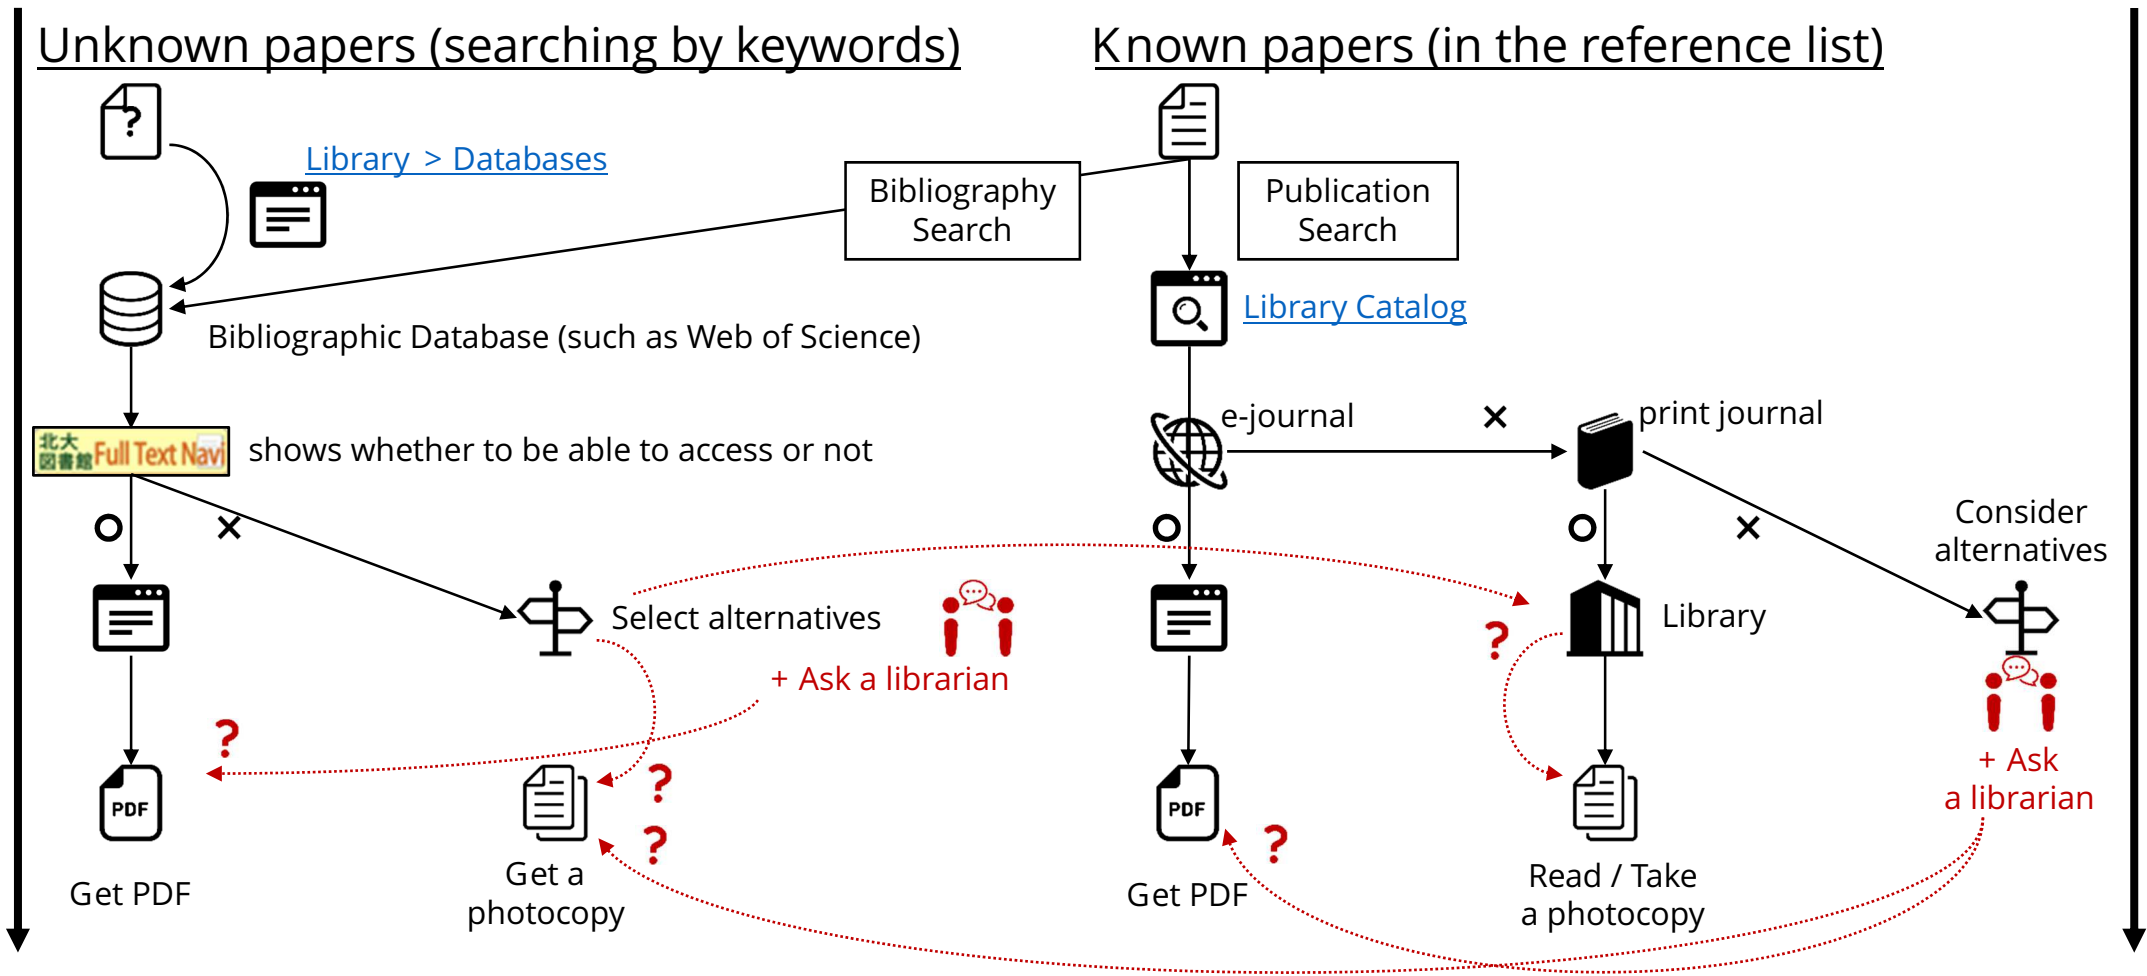 Unknown papers (searching by keywords)
Known papers (in the reference list)
?
Library > Databases
Bibliography
Search
Publication
Search
Library Catalog
Bibliographic Database (such as Web of Science)
e-journal
×
print journal
北大
図書館 Full Text Navi
shows whether to be able to access or not
○
×
○
○
×
Consider
alternatives
Select alternatives
Library
?
+ Ask a librarian
?
?
+ Ask
a librarian
PDF
PDF
?
?
Get PDF
Get a
photocopy
Get PDF
Read / Take
a photocopy